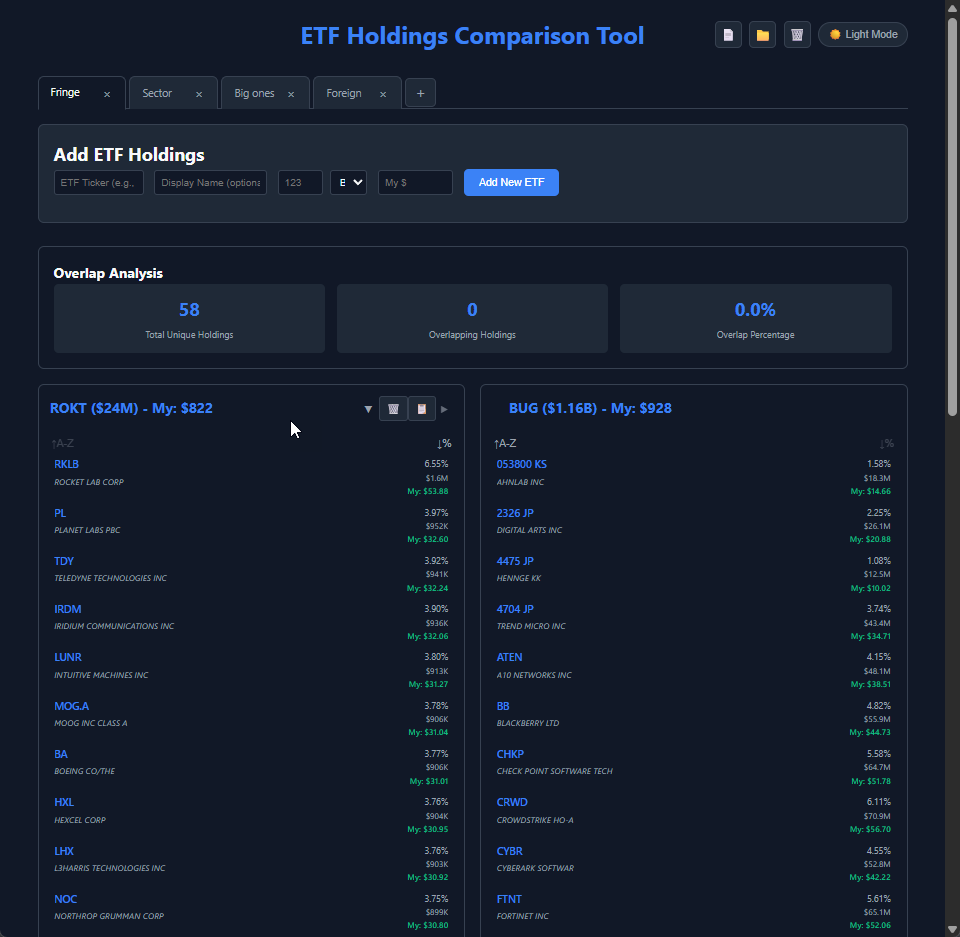 ETF Holdings Comparison Tool
Light Mode
Fringe × Sector × Big ones × Foreign × +
Add ETF Holdings
ETF Ticker (e.g., Display Name (optiona 123 B My $ Add New ETF
Overlap Analysis
58 0 0.0%
Total Unique Holdings Overlapping Holdings Overlap Percentage
ROKT ($24M) - My: $822 ▼ ▶
↑A-Z ↓%
RKLB 6.55%
ROCKET LAB CORP $1.6M
My: $53.88
PL 3.97%
PLANET LABS PBC $952K
My: $32.60
TDY 3.92%
TELEDYNE TECHNOLOGIES INC $941K
My: $32.24
IRDM 3.90%
IRIDIUM COMMUNICATIONS INC $936K
My: $32.06
LUNR 3.80%
INTUITIVE MACHINES INC $913K
My: $31.27
MOG.A 3.78%
MOOG INC CLASS A $906K
My: $31.04
BA 3.77%
BOEING CO/THE $906K
My: $31.01
HXL 3.76%
HEXCEL CORP $904K
My: $30.95
LHX 3.76%
L3HARRIS TECHNOLOGIES INC $903K
My: $30.92
NOC 3.75%
NORTHROP GRUMMAN CORP $899K
My: $30.80
BUG ($1.16B) - My: $928
↑A-Z ↓%
053800 KS 1.58%
AHNLAB INC $18.3M
My: $14.66
2326 JP 2.25%
DIGITAL ARTS INC $26.1M
My: $20.88
4475 JP 1.08%
HENNGE KK $12.5M
My: $10.02
4704 JP 3.74%
TREND MICRO INC $43.4M
My: $34.71
ATEN 4.15%
A10 NETWORKS INC $48.1M
My: $38.51
BB 4.82%
BLACKBERRY LTD $55.9M
My: $44.73
CHKP 5.58%
CHECK POINT SOFTWARE TECH $64.7M
My: $51.78
CRWD 6.11%
CROWDSTRIKE HO-A $70.9M
My: $56.70
CYBR 4.55%
CYBERARK SOFTWAR $52.8M
My: $42.22
FTNT 5.61%
FORTINET INC $65.1M
My: $52.06